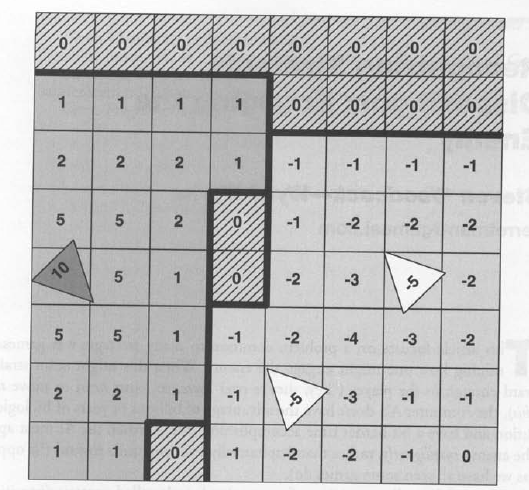 0 0 0 0 0 0 0 0
1 1 1 1 0 0 0 0
2 2 2 1 -1 -1 -1 -1
5 5 2 0 -1 -2 -2 -2
10 5 1 0 -2 -3 -5 -2
5 5 1 -1 -2 -4 -3 -2
2 2 1 -1 -5 -3 -1 -1
1 1 0 -1 -2 -2 -1 -1